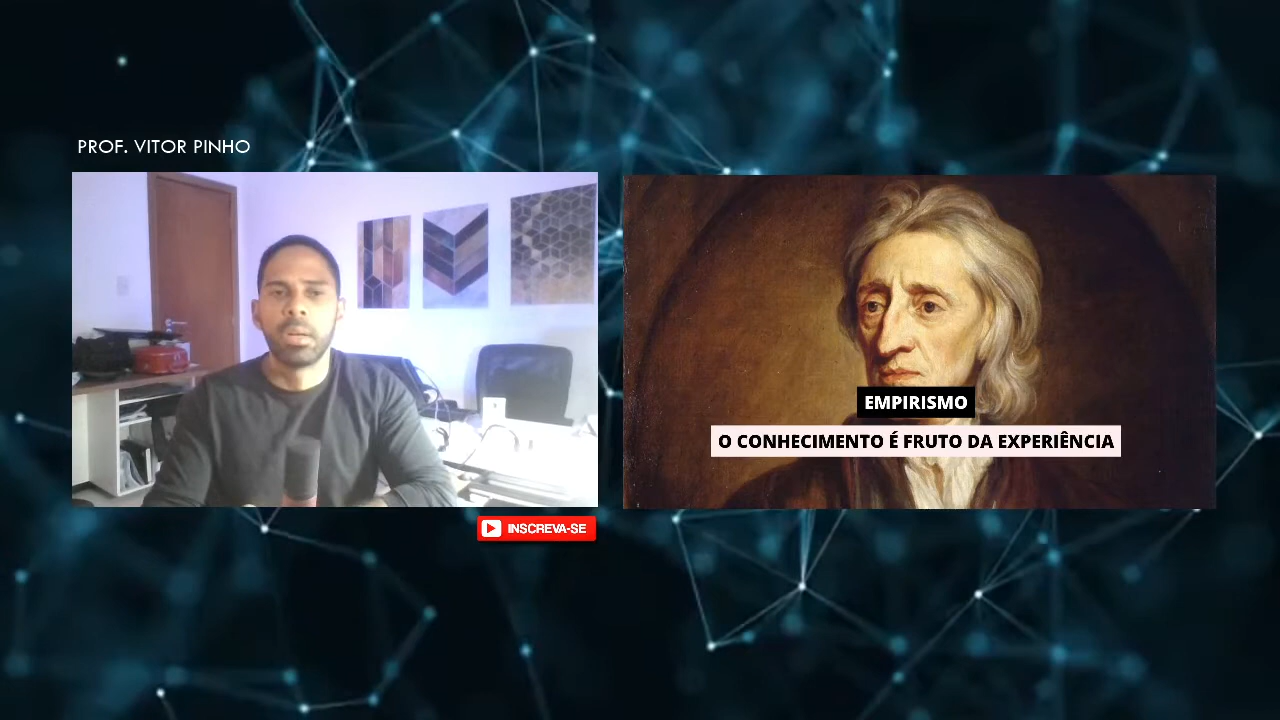 PROF. VITOR PINHO
EMPIRISMO
O CONHECIMENTO É FRUTO DA EXPERIÊNCIA
INSCREVA-SE